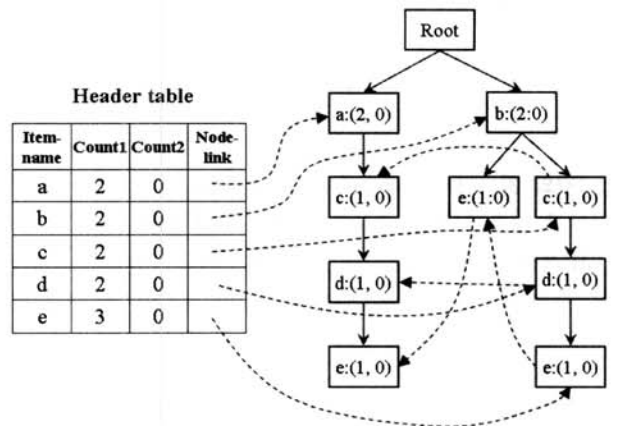 Root
Header table
a:(2, 0) b:(2:0)
Item-name Count1 Count2 Node-link
a 2 0
b 2 0
c 2 0
d 2 0
e 3 0
c:(1, 0) e:(1:0) c:(1, 0)
d:(1, 0) d:(1, 0)
e:(1, 0) e:(1, 0)